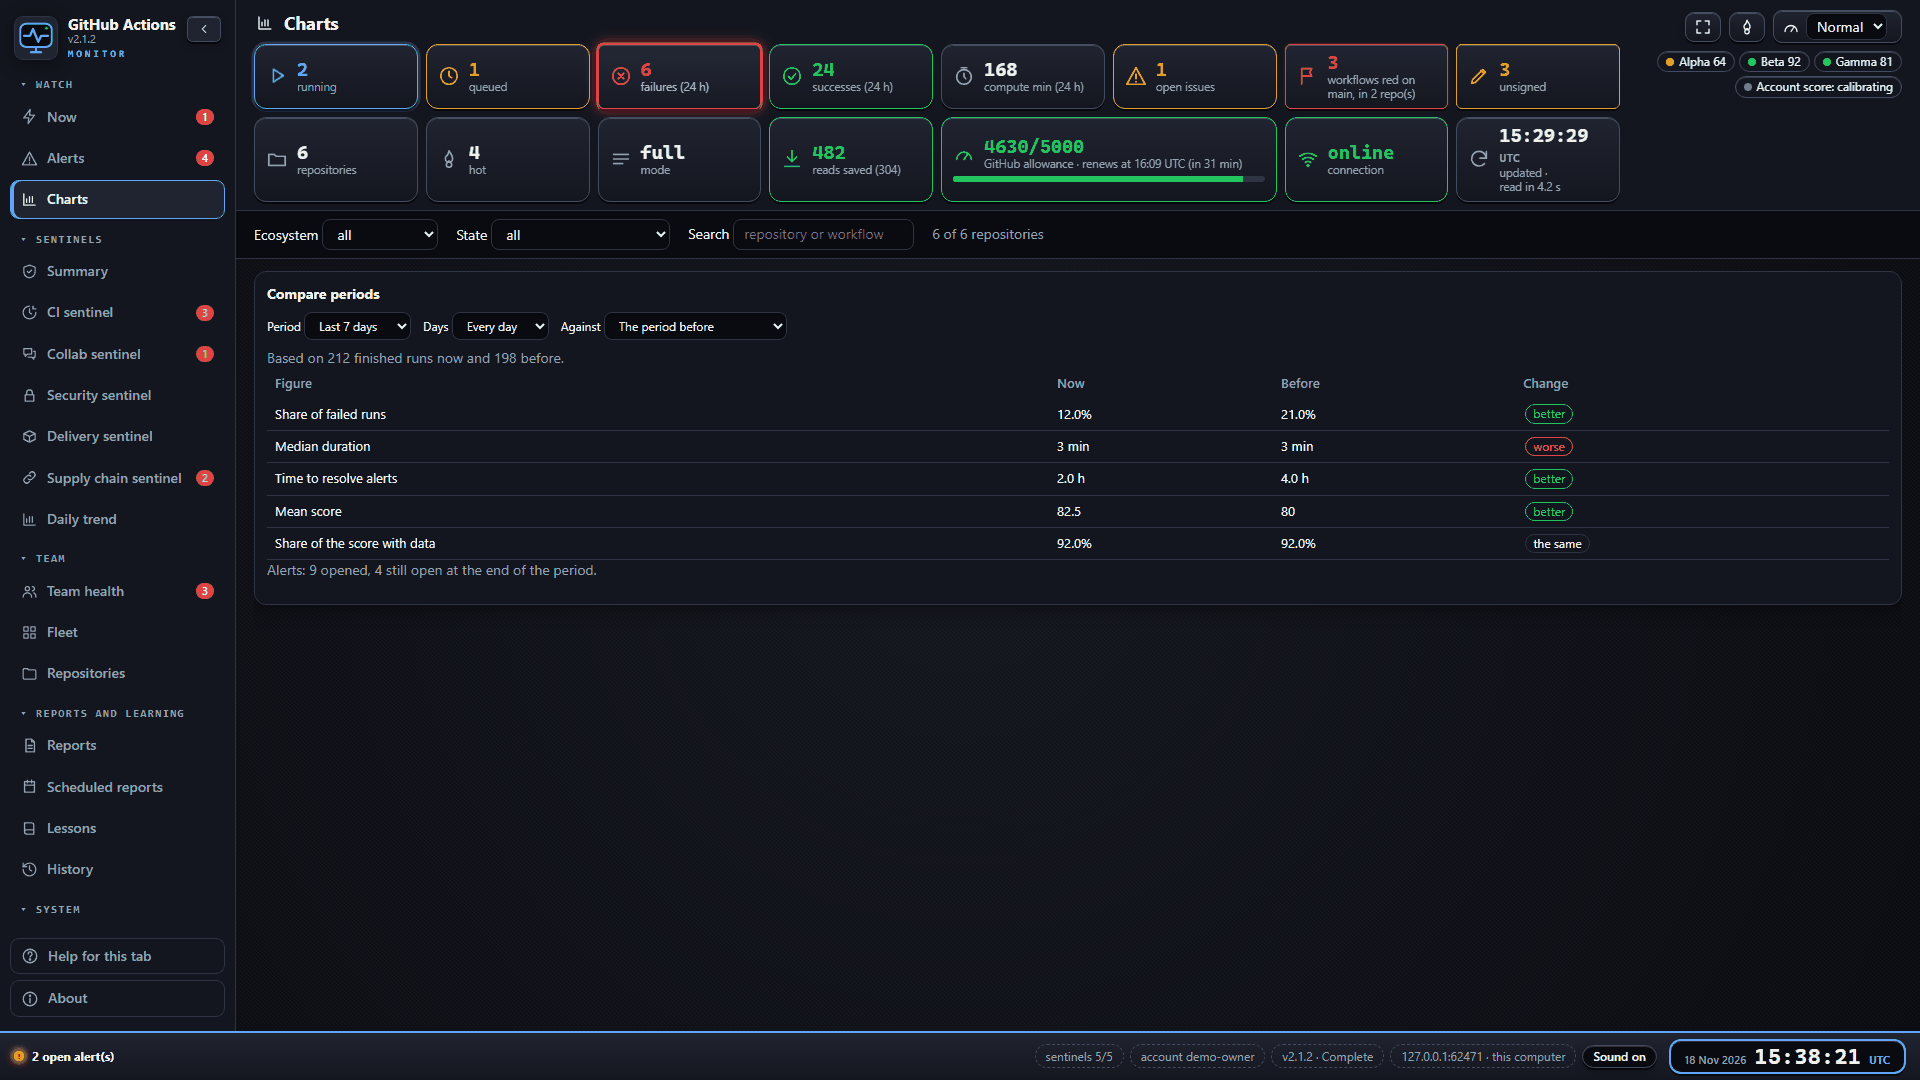 GitHub Actions
v2.1.2
MONITOR
WATCH
Now 1
Alerts 4
Charts
SENTINELS
Summary
CI sentinel 3
Collab sentinel 1
Security sentinel
Delivery sentinel
Supply chain sentinel 2
Daily trend
TEAM
Team health 3
Fleet
Repositories
REPORTS AND LEARNING
Reports
Scheduled reports
Lessons
History
SYSTEM
Help for this tab
About
Charts
Normal
2
running
1
queued
6
failures (24 h)
24
successes (24 h)
168
compute min (24 h)
1
open issues
3
workflows red on
main, in 2 repo(s)
3
unsigned
Alpha 64 Beta 92 Gamma 81
Account score: calibrating
6
repositories
4
hot
full
mode
482
reads saved (304)
4630/5000
GitHub allowance · renews at 16:09 UTC (in 31 min)
online
connection
15:29:29
UTC
updated ·
read in 4.2 s
Ecosystem all State all Search repository or workflow 6 of 6 repositories
Compare periods
Period Last 7 days Days Every day Against The period before
Based on 212 finished runs now and 198 before.
Figure Now Before Change
Share of failed runs 12.0% 21.0% better
Median duration 3 min 3 min worse
Time to resolve alerts 2.0 h 4.0 h better
Mean score 82.5 80 better
Share of the score with data 92.0% 92.0% the same
Alerts: 9 opened, 4 still open at the end of the period.
2 open alert(s)
sentinels 5/5 account demo-owner v2.1.2 · Complete 127.0.0.1:62471 · this computer Sound on 18 Nov 2026 15:38:21 UTC